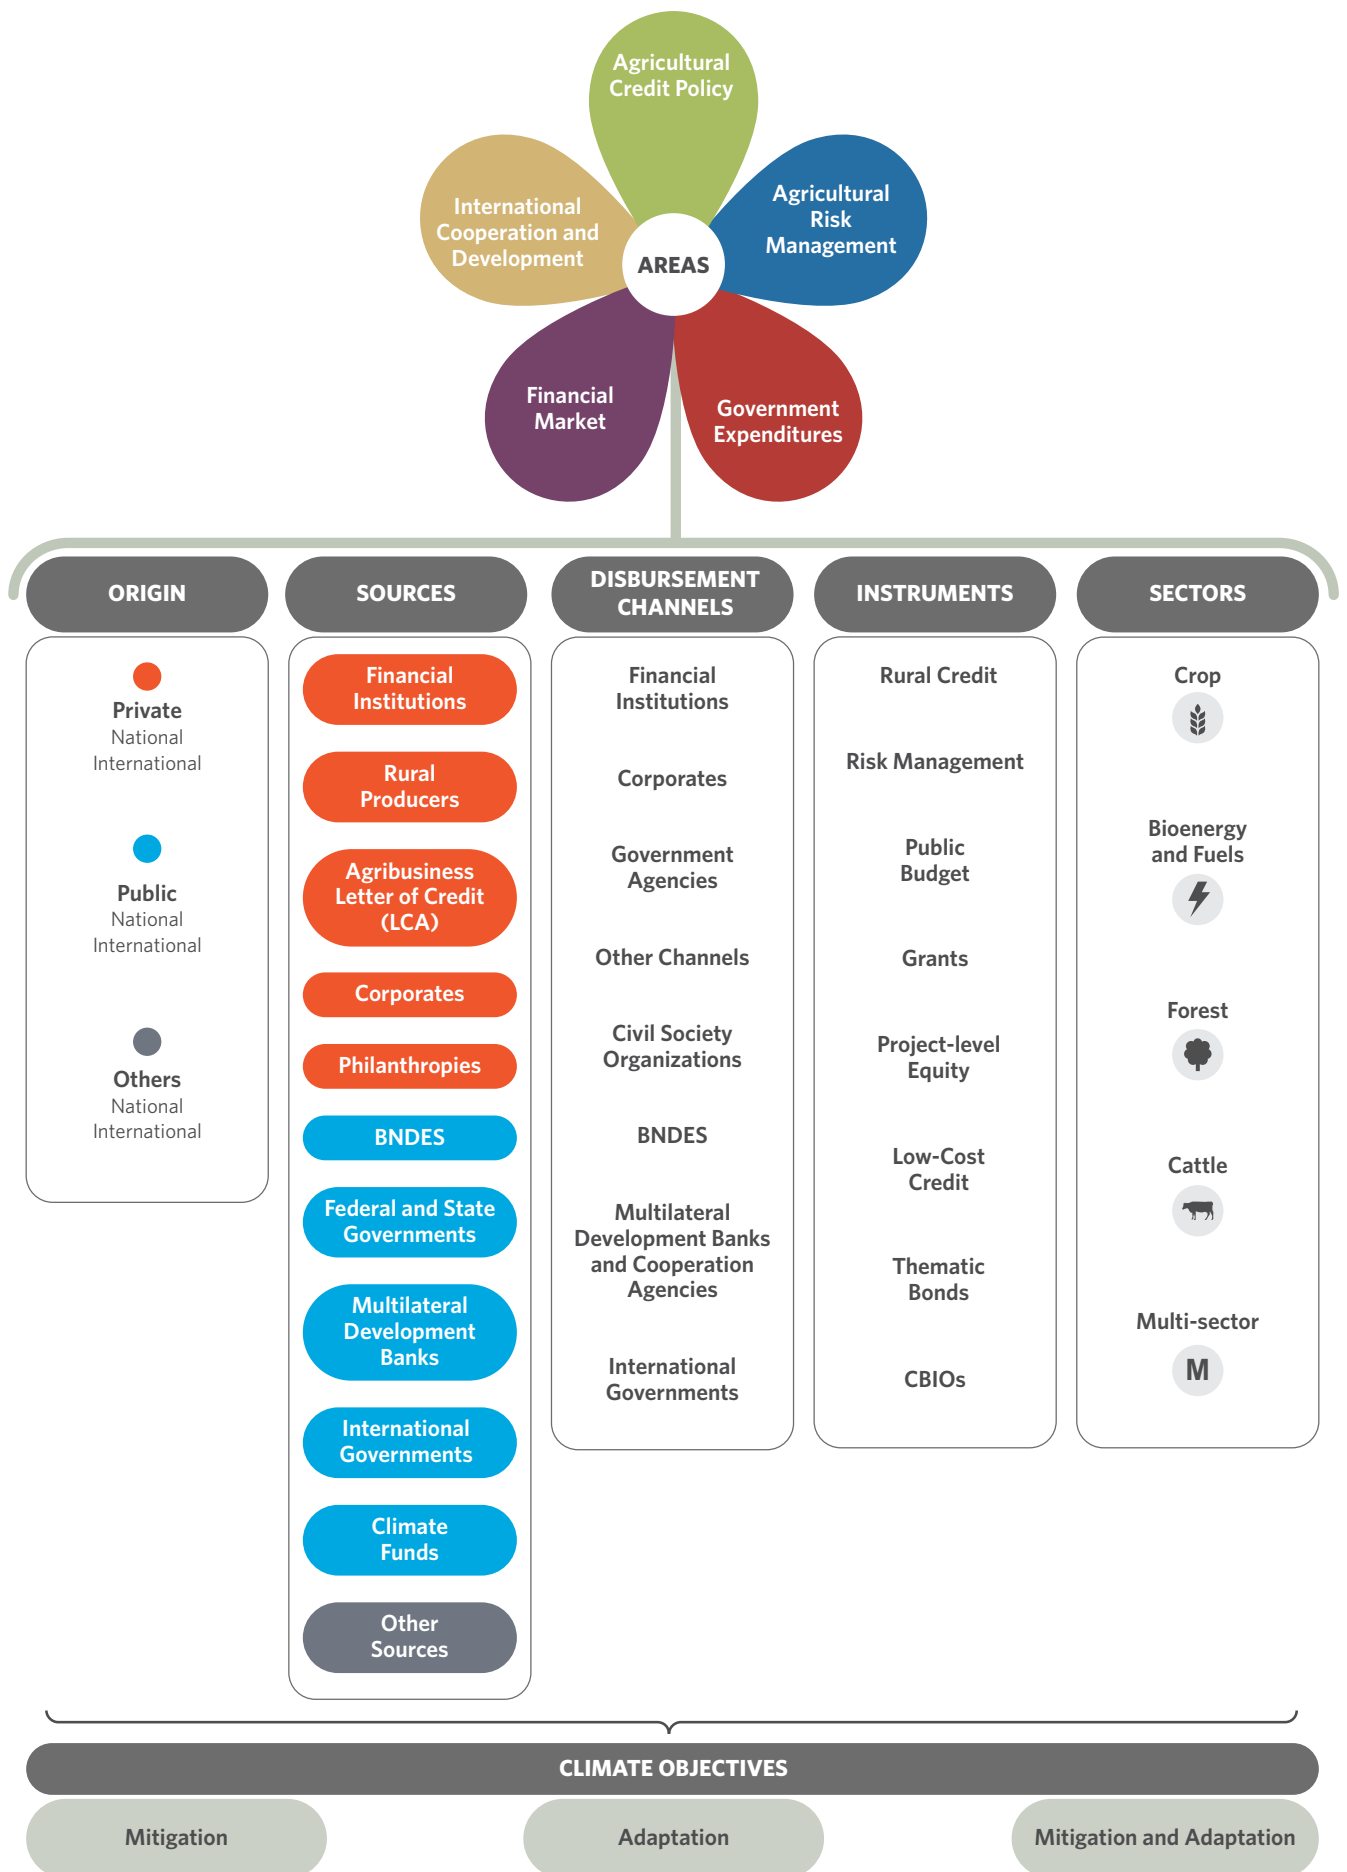 Agricultural
Credit Policy
Agricultural
Risk
Management
International
Cooperation and
Development
AREAS
Financial
Market
Government
Expenditures
ORIGIN
Private
National
International
Public
National
International
Others
National
International
SOURCES
Financial
Institutions
Rural
Producers
Agribusiness
Letter of Credit
(LCA)
Corporates
Philanthropies
BNDES
Federal and State
Governments
Multilateral
Development
Banks
International
Governments
Climate
Funds
Other
Sources
DISBURSEMENT
CHANNELS
Financial
Institutions
Corporates
Government
Agencies
Other Channels
Civil Society
Organizations
BNDES
Multilateral
Development Banks
and Cooperation
Agencies
International
Governments
INSTRUMENTS
Rural Credit
Risk Management
Public
Budget
Grants
Project-level
Equity
Low-Cost
Credit
Thematic
Bonds
CBIOs
SECTORS
Crop
Bioenergy
and Fuels
Forest
Cattle
Multi-sector
M
CLIMATE OBJECTIVES
Mitigation
Adaptation
Mitigation and Adaptation